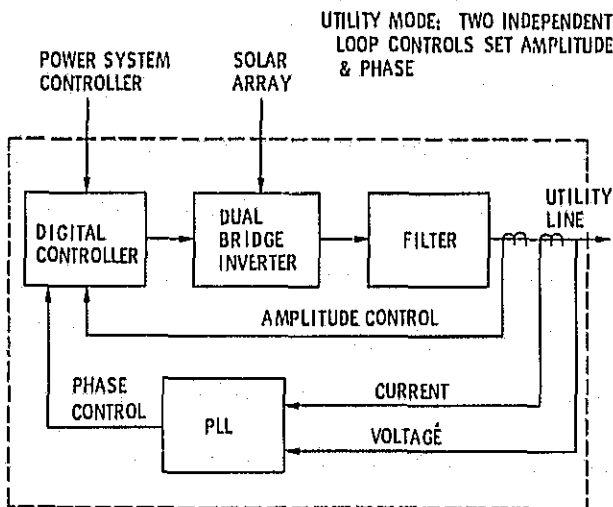 UTILITY MODE: TWO INDEPENDENT
LOOP CONTROLS SET AMPLITUDE
& PHASE
POWER SYSTEM
CONTROLLER
SOLAR
ARRAY
UTILITY
LINE
DIGITAL
CONTROLLER
DUAL
BRIDGE
INVERTER
FILTER
AMPLITUDE CONTROL
PHASE
CONTROL
PLL
CURRENT
VOLTAGÉ